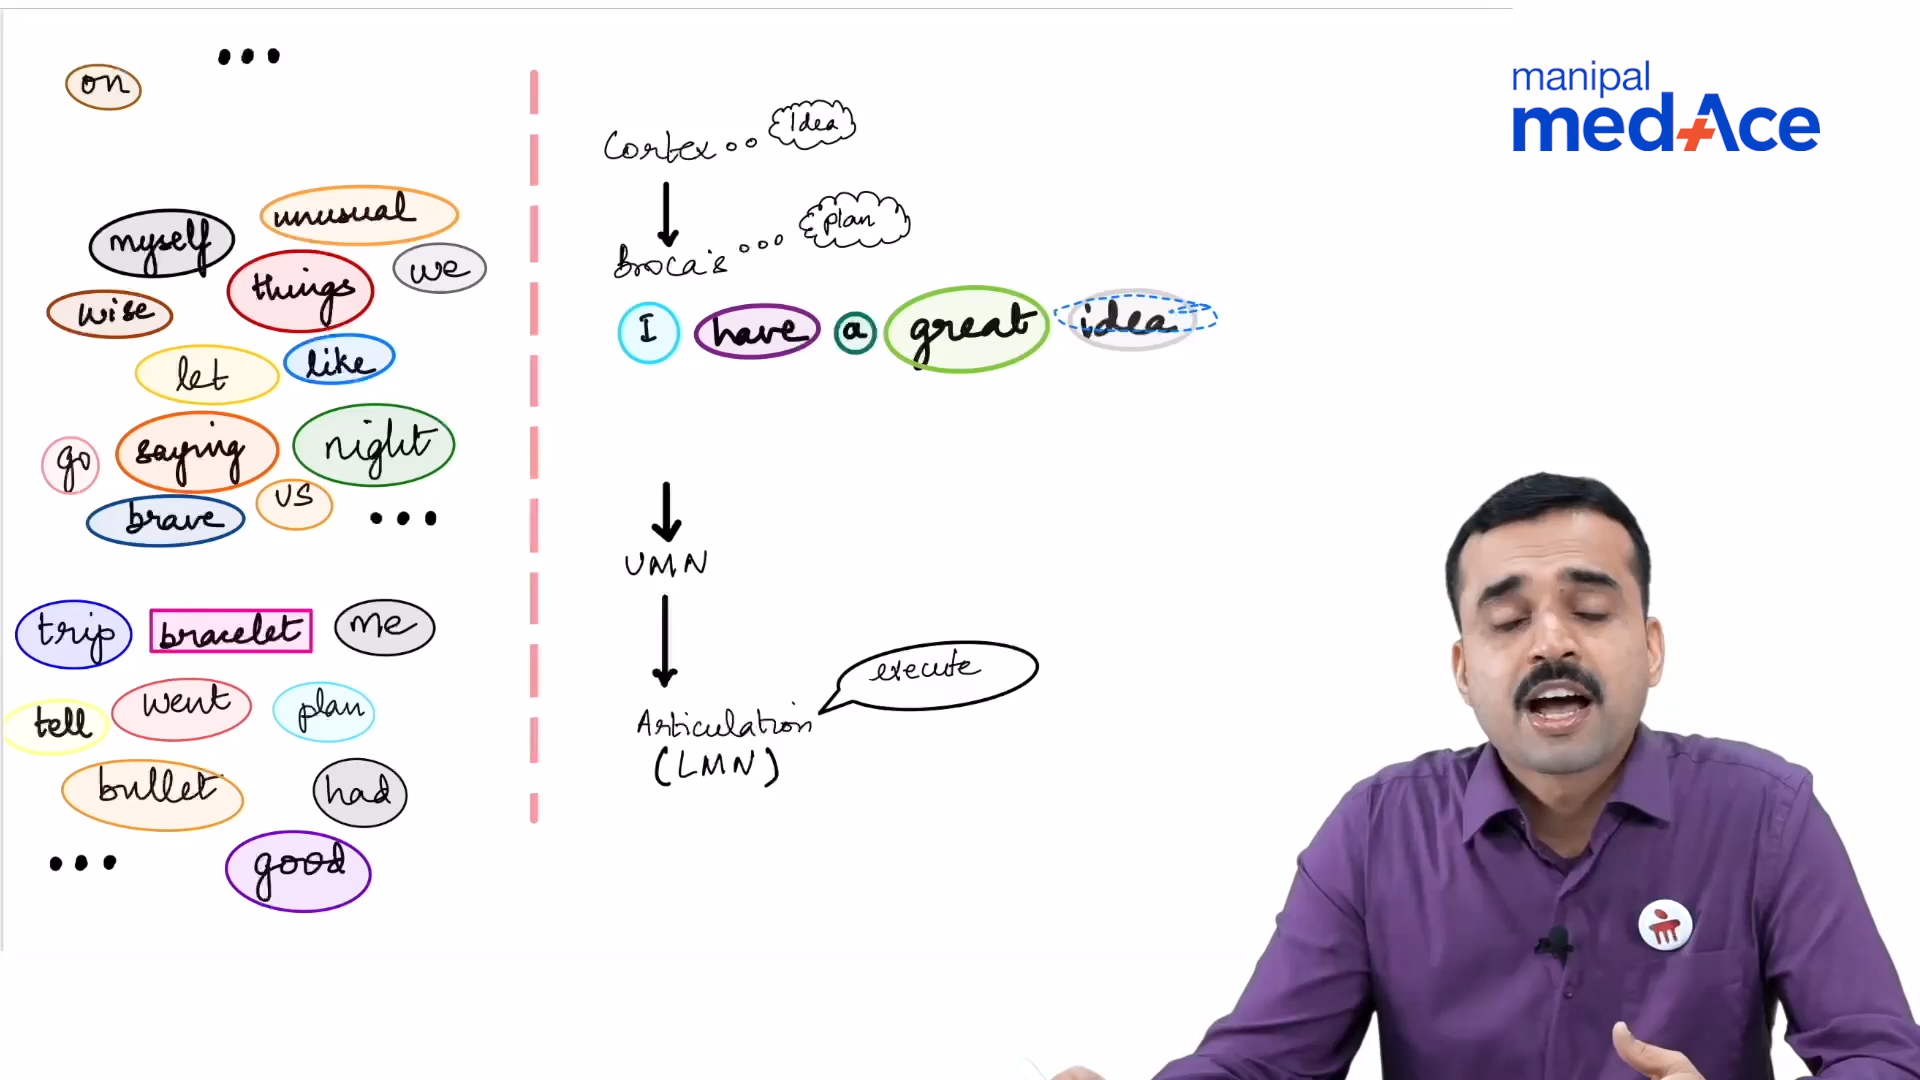 on
...
myself
unusual
things
we
wise
let
like
go
saying
night
brave
us
...
trip
bracelet
me
tell
went
plan
bullet
had
...
good
Cortex
Idea
Broca's ...
plan
I have a great idea
UMN
execute
Articulation
(LMN)
manipal
medAce